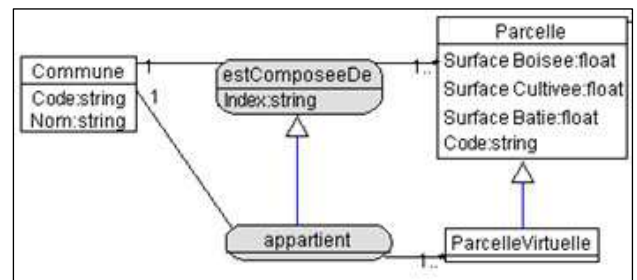 Parcelle
Commune
1
estComposeeDe
1..
Surface Boisee:float
Code:string
Index:string
Surface Cultivee:float
Nom:string
1
Surface Batie:float
Code:string
appartient
1..
ParcelleVirtuelle